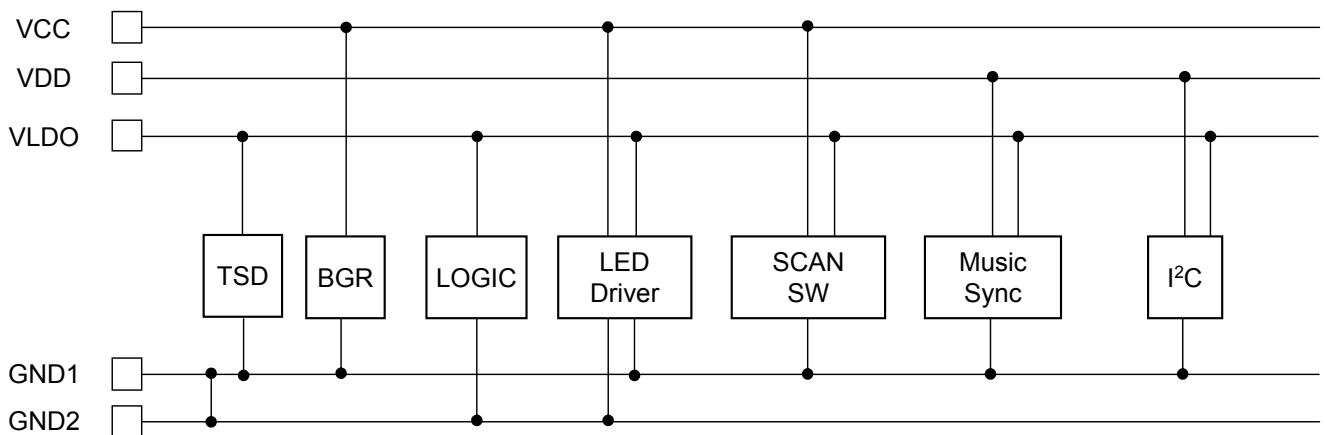 VCC
VDD
VLDO
TSD
BGR
LOGIC
LED
Driver
SCAN
SW
Music
Sync
I²C
GND1
GND2